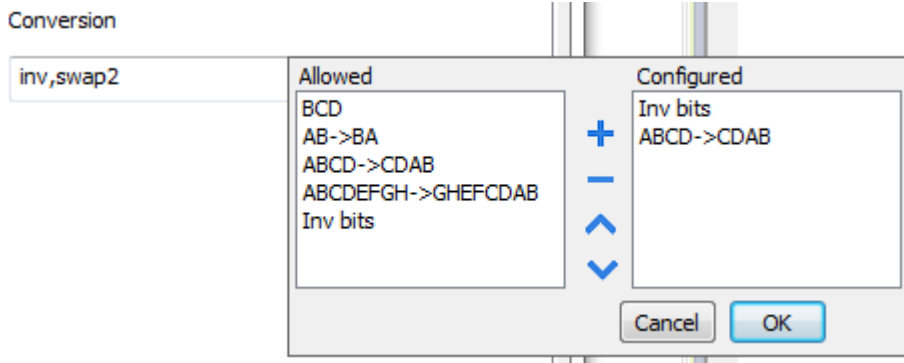 Conversion
inv,swap2
Allowed
BCD
AB->BA
ABCD->CDAB
ABCDEFGH->GHEFCDAB
Inv bits
Configured
Inv bits
ABCD->CDAB
Cancel
OK